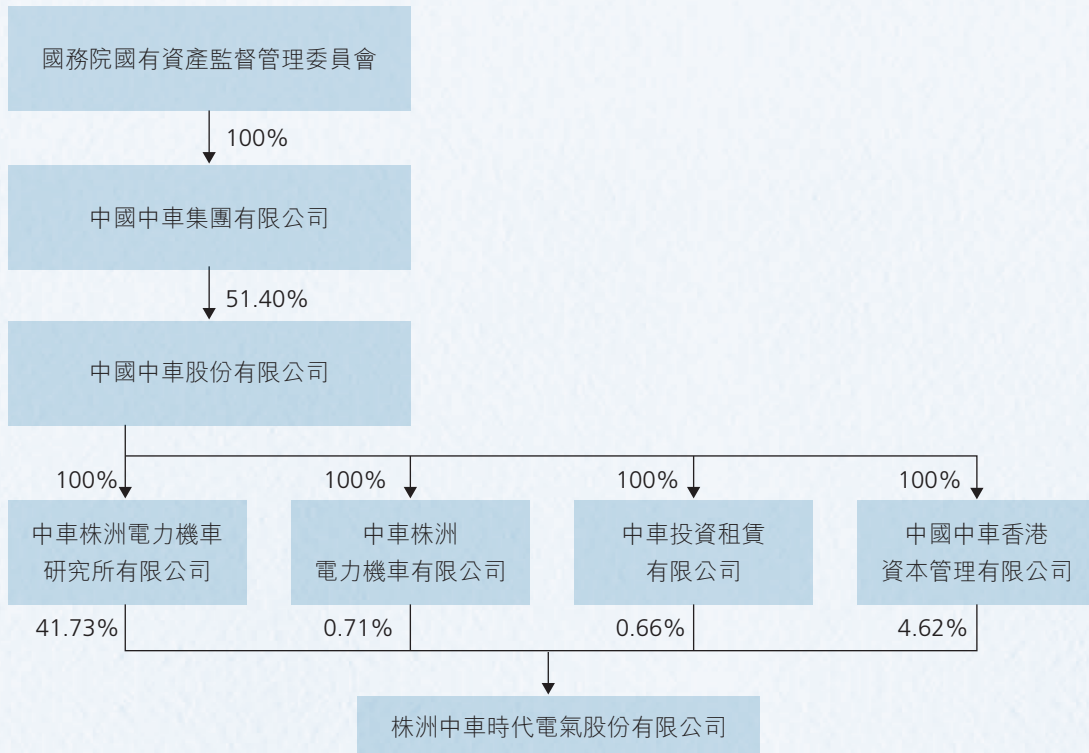 國務院國有資產監督管理委員會
100%
中國中車集團有限公司
51.40%
中國中車股份有限公司
100%
100%
100%
100%
中車株洲電力機車
研究所有限公司
中車株洲
電力機車有限公司
中車投資租賃
有限公司
中國中車香港
資本管理有限公司
41.73%
0.71%
0.66%
4.62%
株洲中車時代電氣股份有限公司